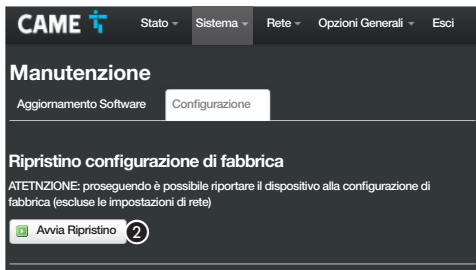 CAME Stato Sistema Rete Opzioni Generali Esci
Manutenzione
Aggiornamento Software Configurazione
Ripristino configurazione di fabbrica
ATETNZIONE: proseguendo è possibile riportare il dispositivo alla configurazione di
fabbrica (escluse le impostazioni di rete)
Avvia Ripristino 2